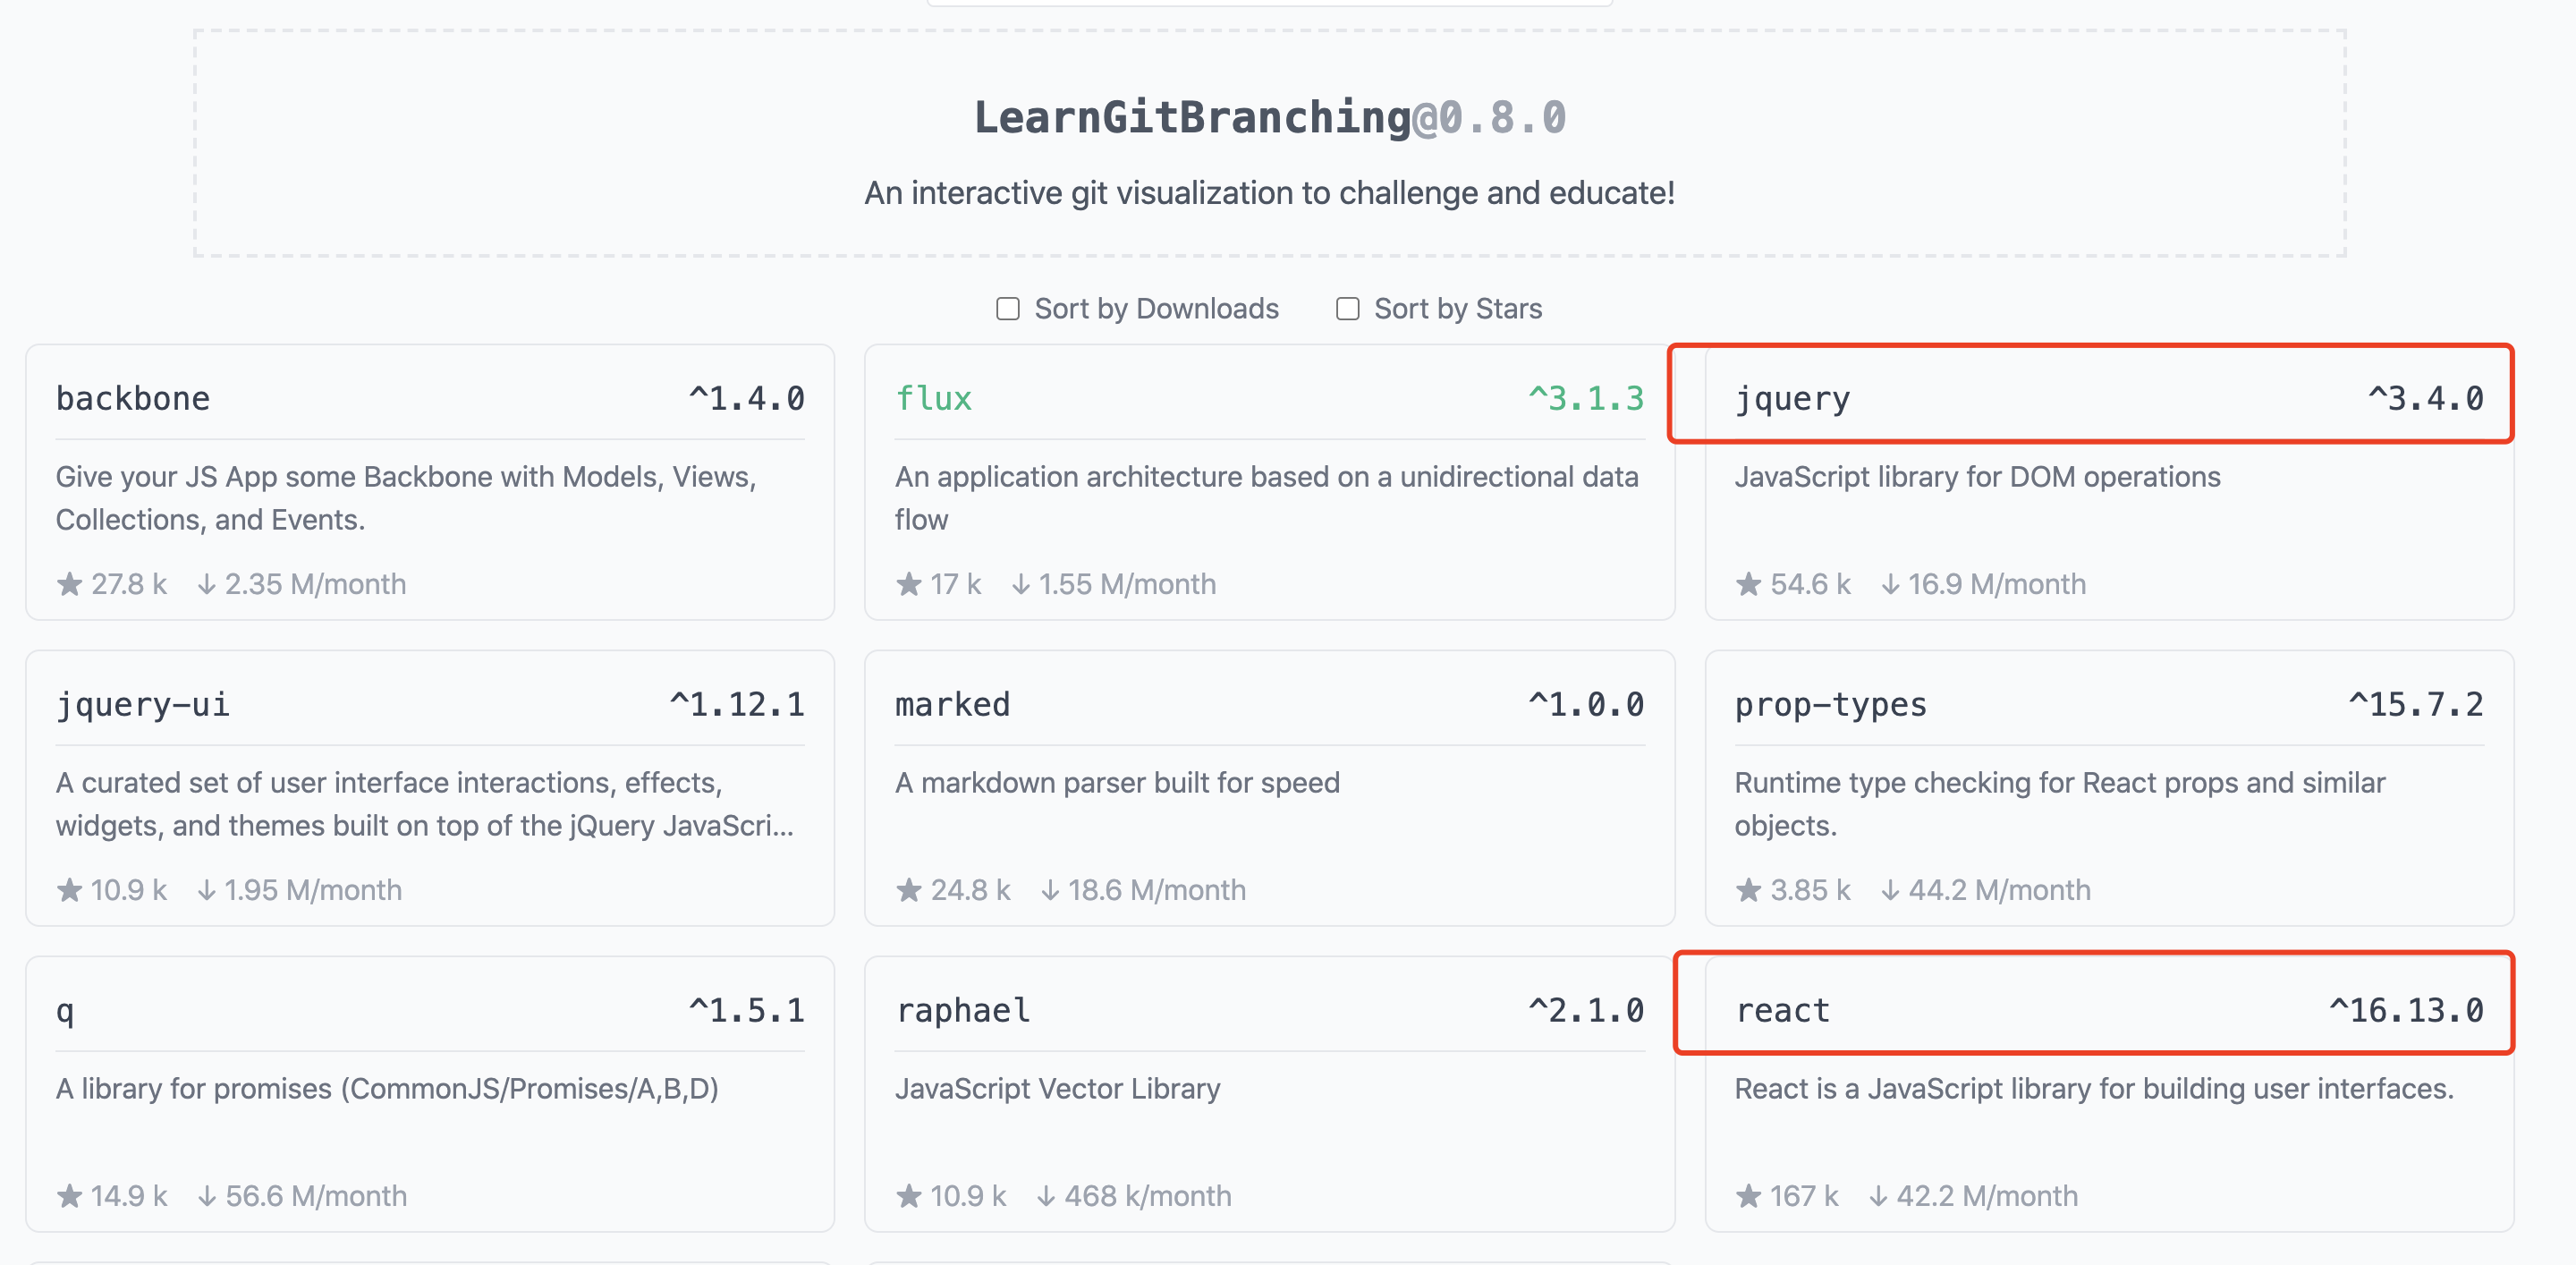 LearnGitBranching@0.8.0
An interactive git visualization to challenge and educate!
Sort by Downloads Sort by Stars
backbone ^1.4.0
Give your JS App some Backbone with Models, Views,
Collections, and Events.
★ 27.8 k ↓ 2.35 M/month
flux ^3.1.3
An application architecture based on a unidirectional data
flow
★ 17 k ↓ 1.55 M/month
jquery ^3.4.0
JavaScript library for DOM operations
★ 54.6 k ↓ 16.9 M/month
jquery-ui ^1.12.1
A curated set of user interface interactions, effects,
widgets, and themes built on top of the jQuery JavaScri...
★ 10.9 k ↓ 1.95 M/month
marked ^1.0.0
A markdown parser built for speed
★ 24.8 k ↓ 18.6 M/month
prop-types ^15.7.2
Runtime type checking for React props and similar
objects.
★ 3.85 k ↓ 44.2 M/month
q ^1.5.1
A library for promises (CommonJS/Promises/A,B,D)
★ 14.9 k ↓ 56.6 M/month
raphael ^2.1.0
JavaScript Vector Library
★ 10.9 k ↓ 468 k/month
react ^16.13.0
React is a JavaScript library for building user interfaces.
★ 167 k ↓ 42.2 M/month